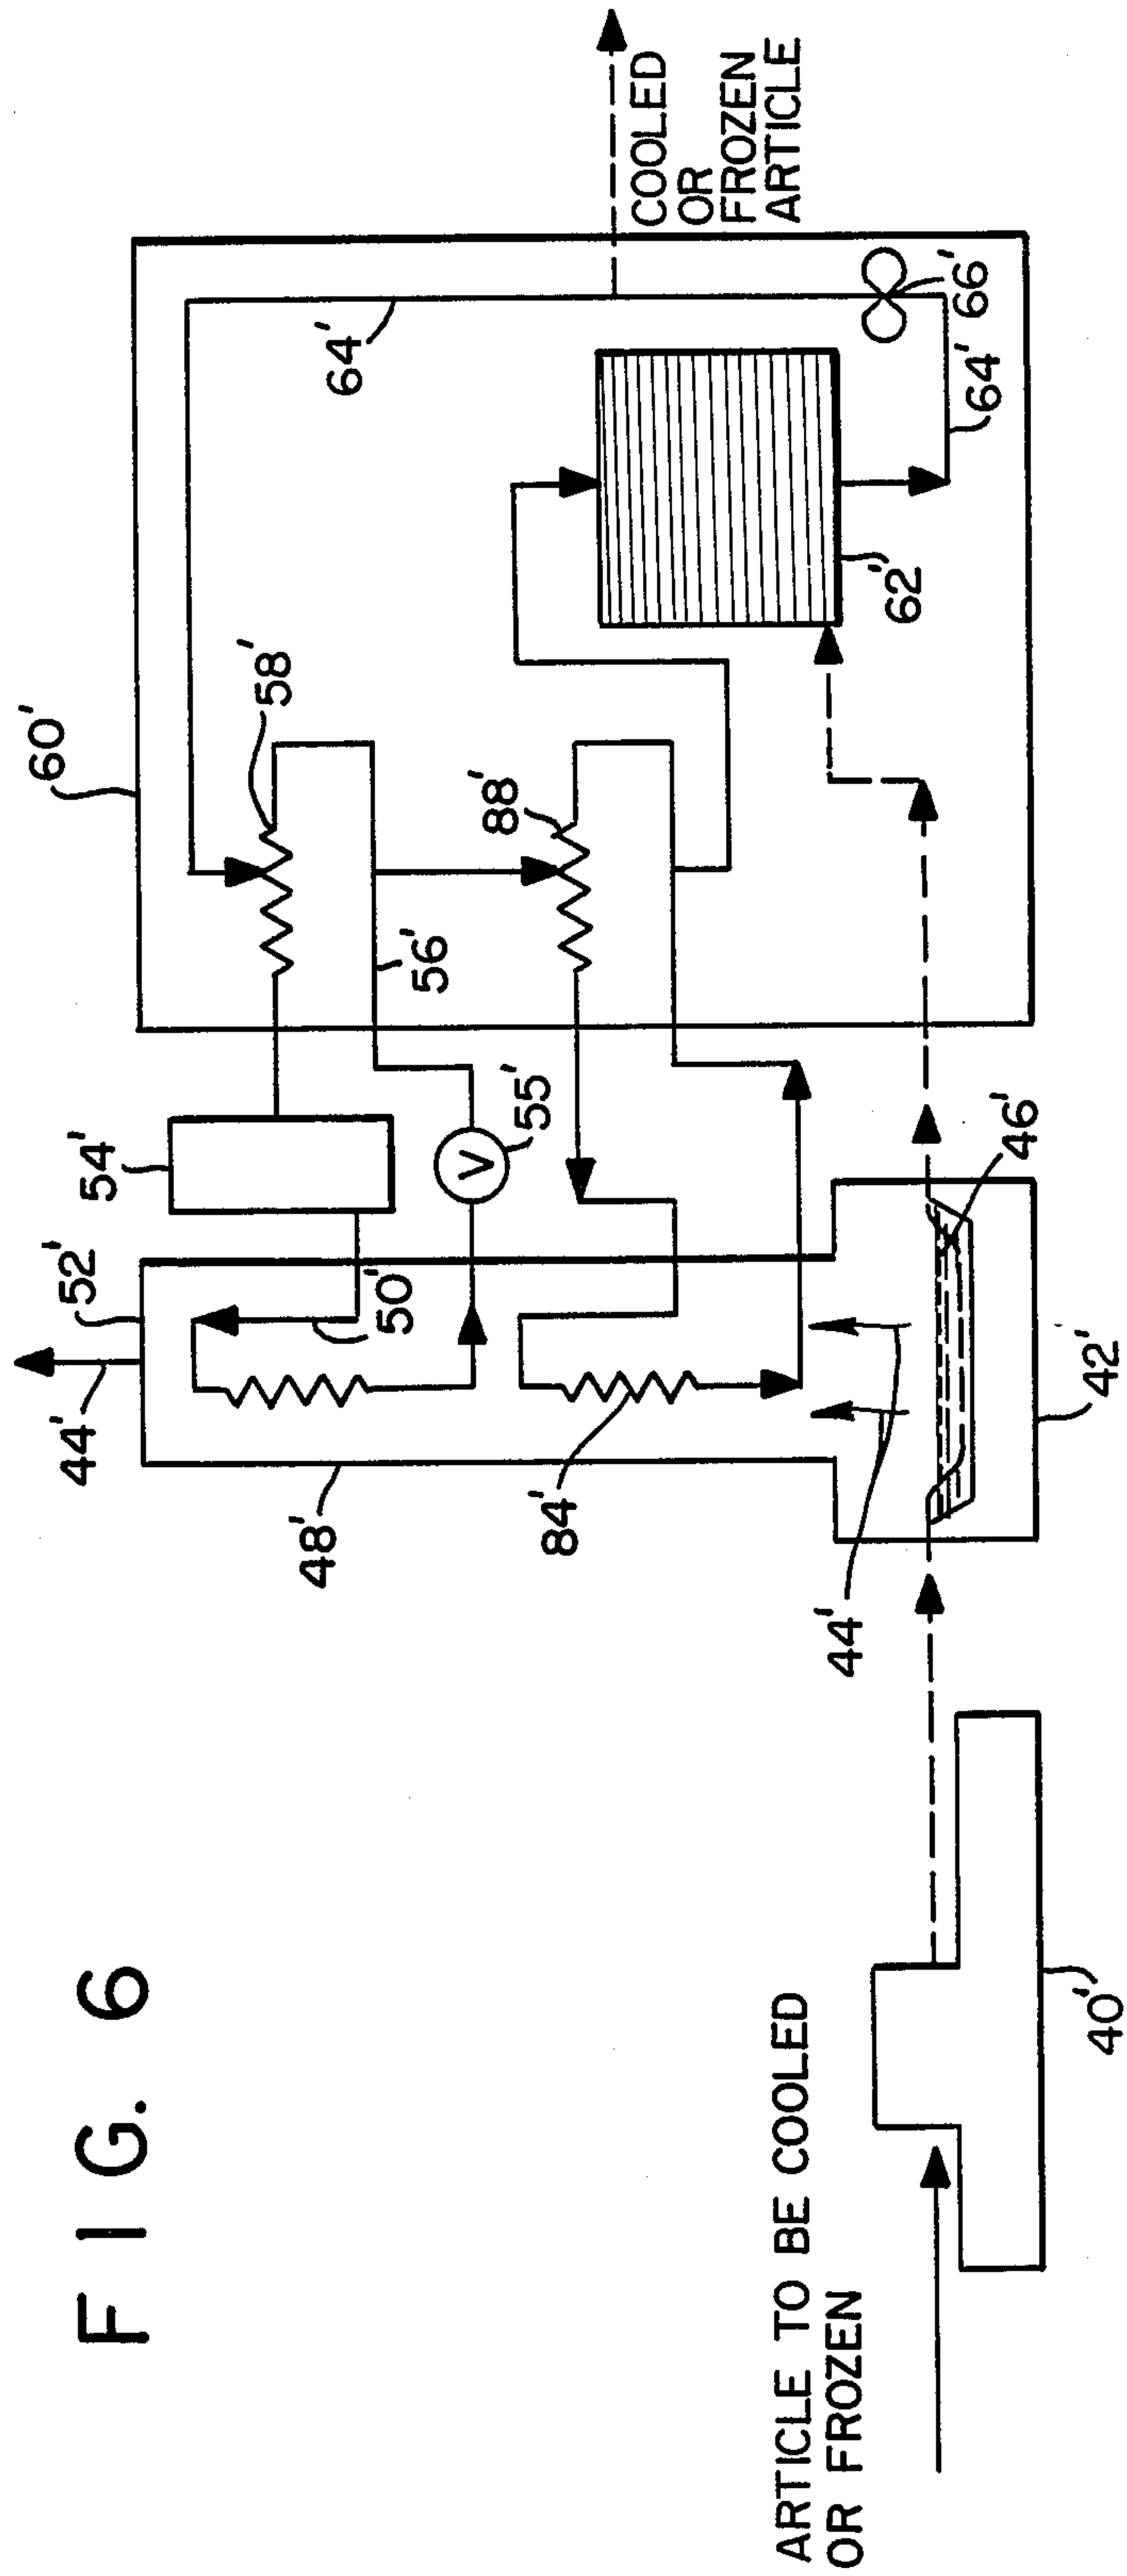 FIG. 6
ARTICLE TO BE COOLED
OR FROZEN
40'
42'
44'
44'
46'
48'
84'
52'
50'
54'
55'
56'
58'
88'
60'
62'
64'
64'
66'
V
COOLED
OR
FROZEN
ARTICLE